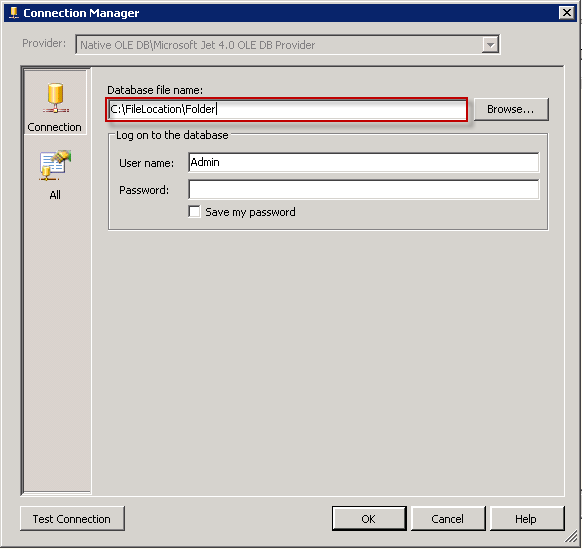 Connection Manager
Provider: Native OLE DB\Microsoft Jet 4.0 OLE DB Provider
Connection
All
Database file name:
C:\FileLocation\Folder
Browse...
Log on to the database
User name: Admin
Password:
Save my password
Test Connection
OK
Cancel
Help